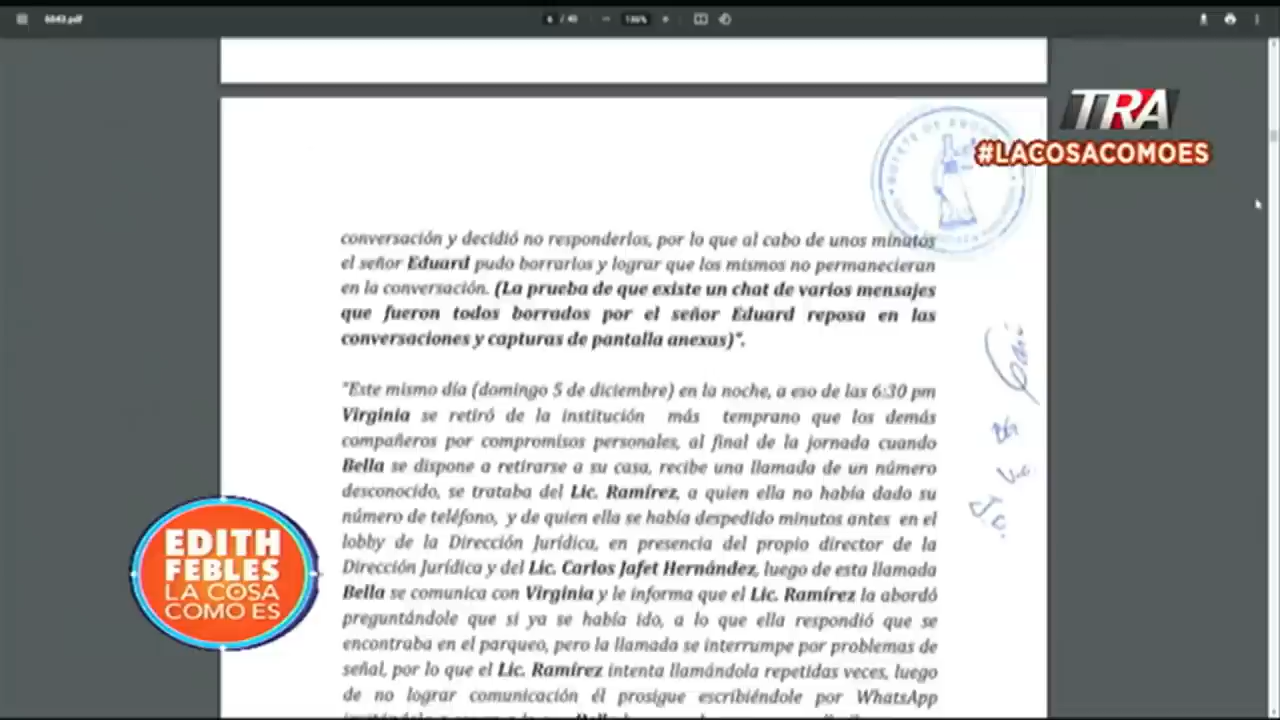 6643.pdf
6 / 40
186%
TRA
#LACOSACOMOES
BUFETE DE
conversación y decidió no responderlos, por lo que al cabo de unos minutos
el señor Eduard pudo borrarlos y lograr que los mismos no permanecieran
en la conversación. (La prueba de que existe un chat de varios mensajes
que fueron todos borrados por el señor Eduard reposa en las
conversaciones y capturas de pantalla anexas)".
"Este mismo día (domingo 5 de diciembre) en la noche, a eso de las 6:30 pm
Virginia se retiró de la institución más temprano que los demás
compañeros por compromisos personales, al final de la jornada cuando
Bella se dispone a retirarse a su casa, recibe una llamada de un número
desconocido, se trataba del Lic. Ramírez, a quien ella no había dado su
número de teléfono, y de quien ella se había despedido minutos antes en el
lobby de la Dirección Jurídica, en presencia del propio director de la
Dirección Jurídica y del Lic. Carlos Jafet Hernández, luego de esta llamada
Bella se comunica con Virginia y le informa que el Lic. Ramírez la abordó
preguntándole que si ya se había ido, a lo que ella respondió que se
encontraba en el parqueo, pero la llamada se interrumpe por problemas de
señal, por lo que el Lic. Ramírez intenta llamándola repetidas veces, luego
de no lograr comunicación él prosigue escribiéndole por WhatsApp
EDITH
FEBLES
LA COSA
COMO ES